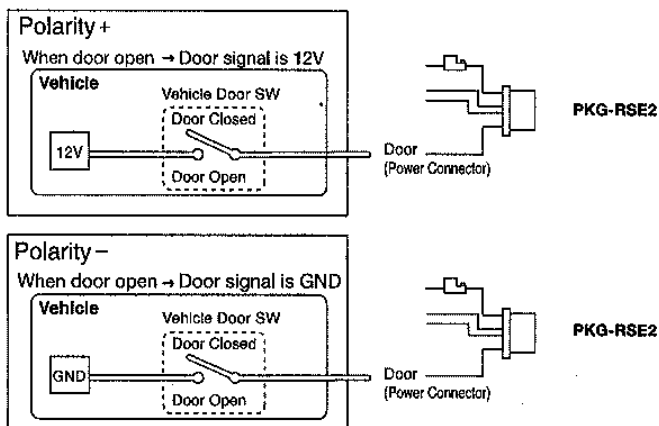 Polarity +
When door open → Door signal is 12V
Vehicle
Vehicle Door SW
Door Closed
12V
Door Open
Door
(Power Connector)
PKG-RSE2
Polarity −
When door open → Door signal is GND
Vehicle
Vehicle Door SW
Door Closed
GND
Door Open
Door
(Power Connector)
PKG-RSE2